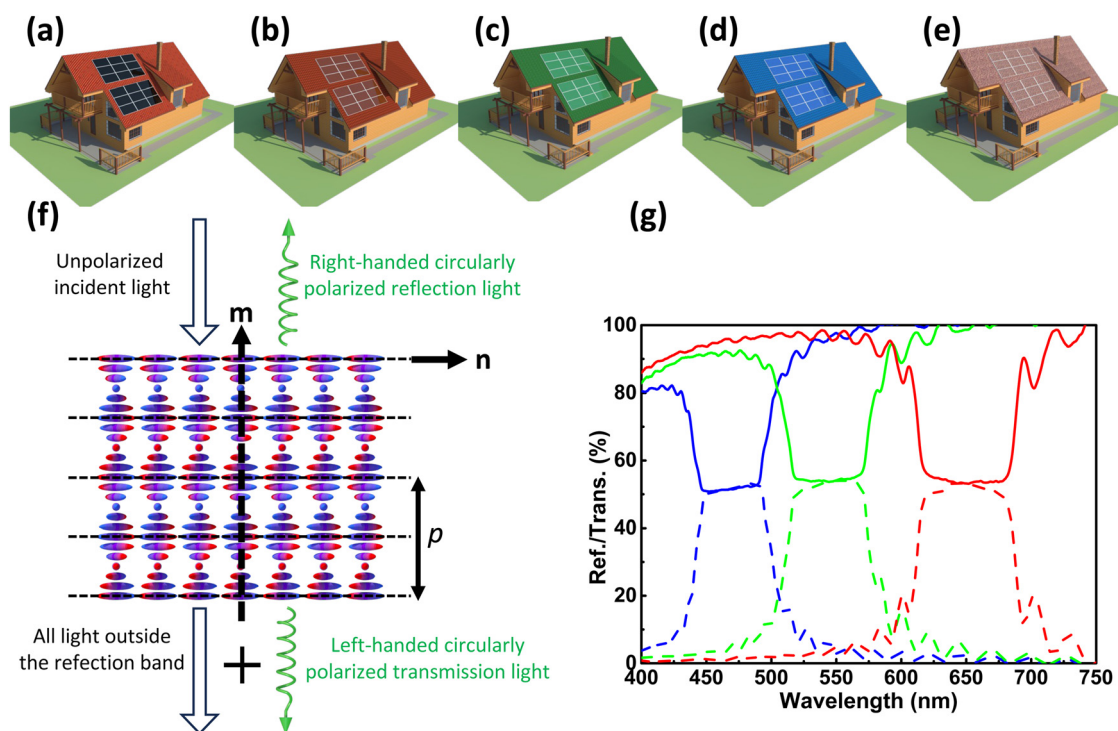 (a)
(b)
(c)
(d)
(e)
(f)
Unpolarized
incident light
Right-handed circularly
polarized reflection light
m
n
p
All light outside
the refection band
+
Left-handed circularly
polarized transmission light
(g)
Ref./Trans. (%)
100
80
60
40
20
0
400
450
500
550
600
650
700
750
Wavelength (nm)